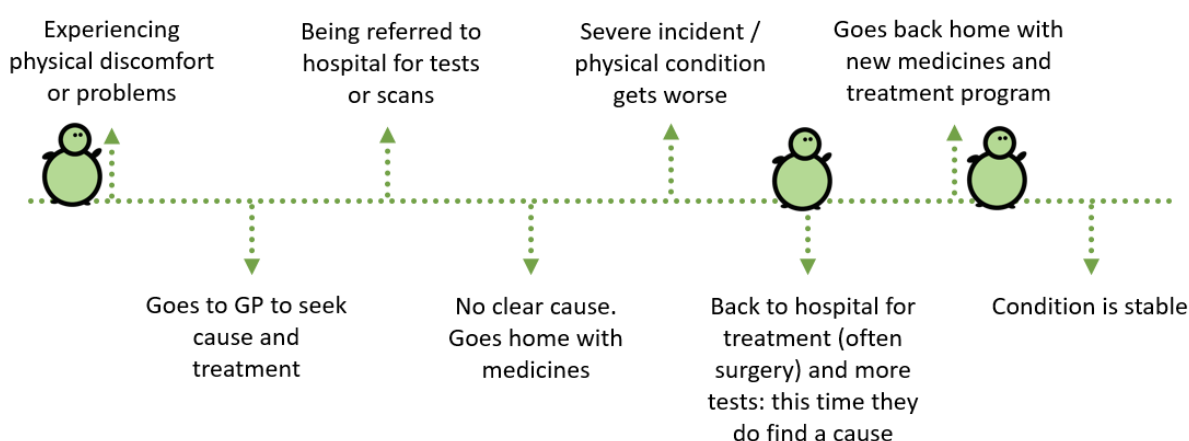 Experiencing
physical discomfort
or problems
Goes to GP to seek
cause and
treatment
Being referred to
hospital for tests
or scans
No clear cause.
Goes home with
medicines
Severe incident /
physical condition
gets worse
Back to hospital for
treatment (often
surgery) and more
tests: this time they
do find a cause
Goes back home with
new medicines and
treatment program
Condition is stable